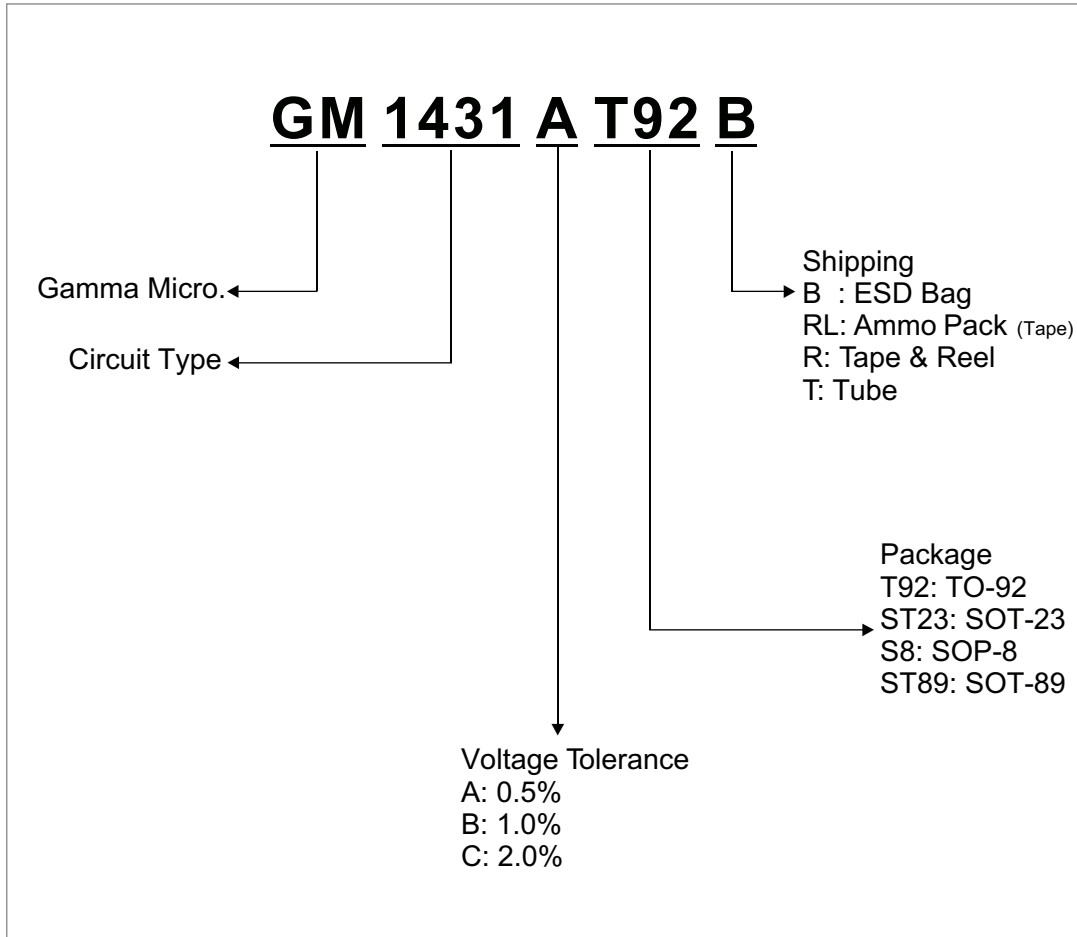 GM 1431 A T92 B
Gamma Micro.
Circuit Type
Shipping
B : ESD Bag
RL: Ammo Pack (Tape)
R: Tape & Reel
T: Tube
Package
T92: TO-92
ST23: SOT-23
S8: SOP-8
ST89: SOT-89
Voltage Tolerance
A: 0.5%
B: 1.0%
C: 2.0%